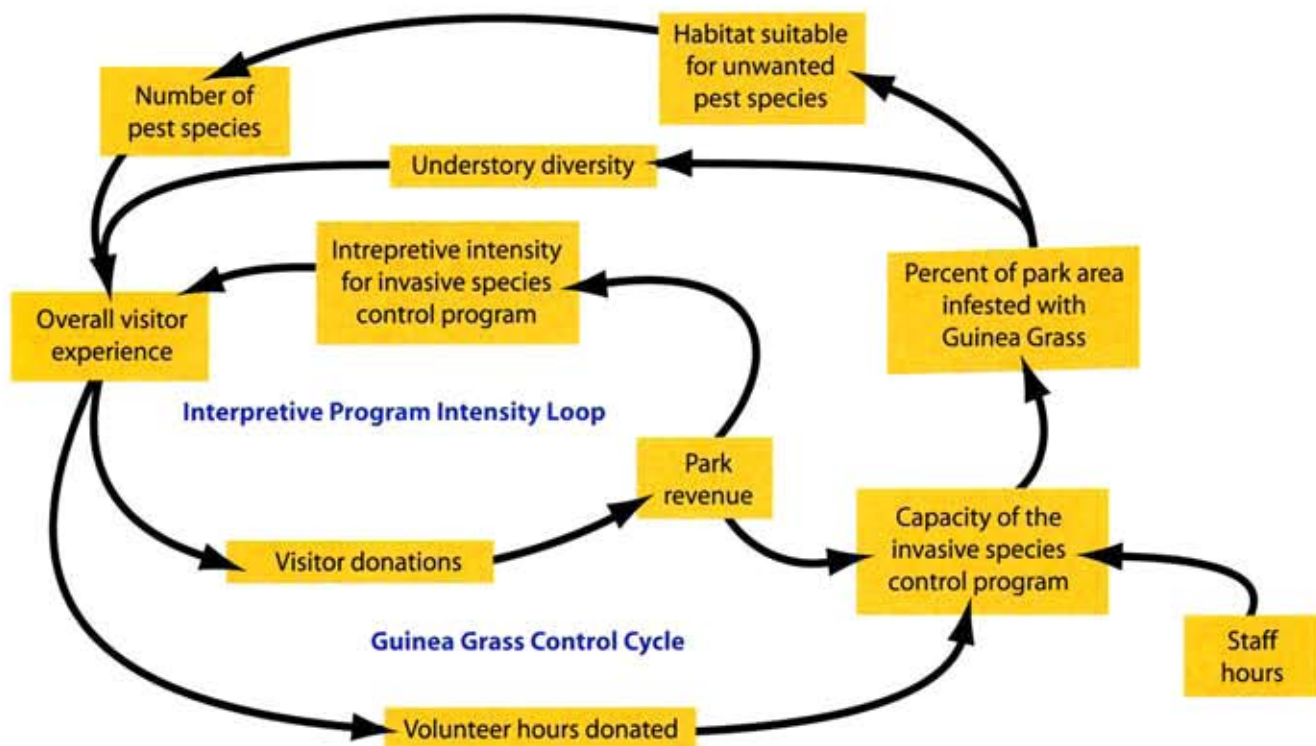 Habitat suitable
for unwanted
pest species
Number of
pest species
Understory diversity
Intrepretive intensity
for invasive species
control program
Percent of park area
infested with
Guinea Grass
Overall visitor
experience
Interpretive Program Intensity Loop
Park
revenue
Capacity of the
invasive species
control program
Visitor donations
Guinea Grass Control Cycle
Staff
hours
Volunteer hours donated